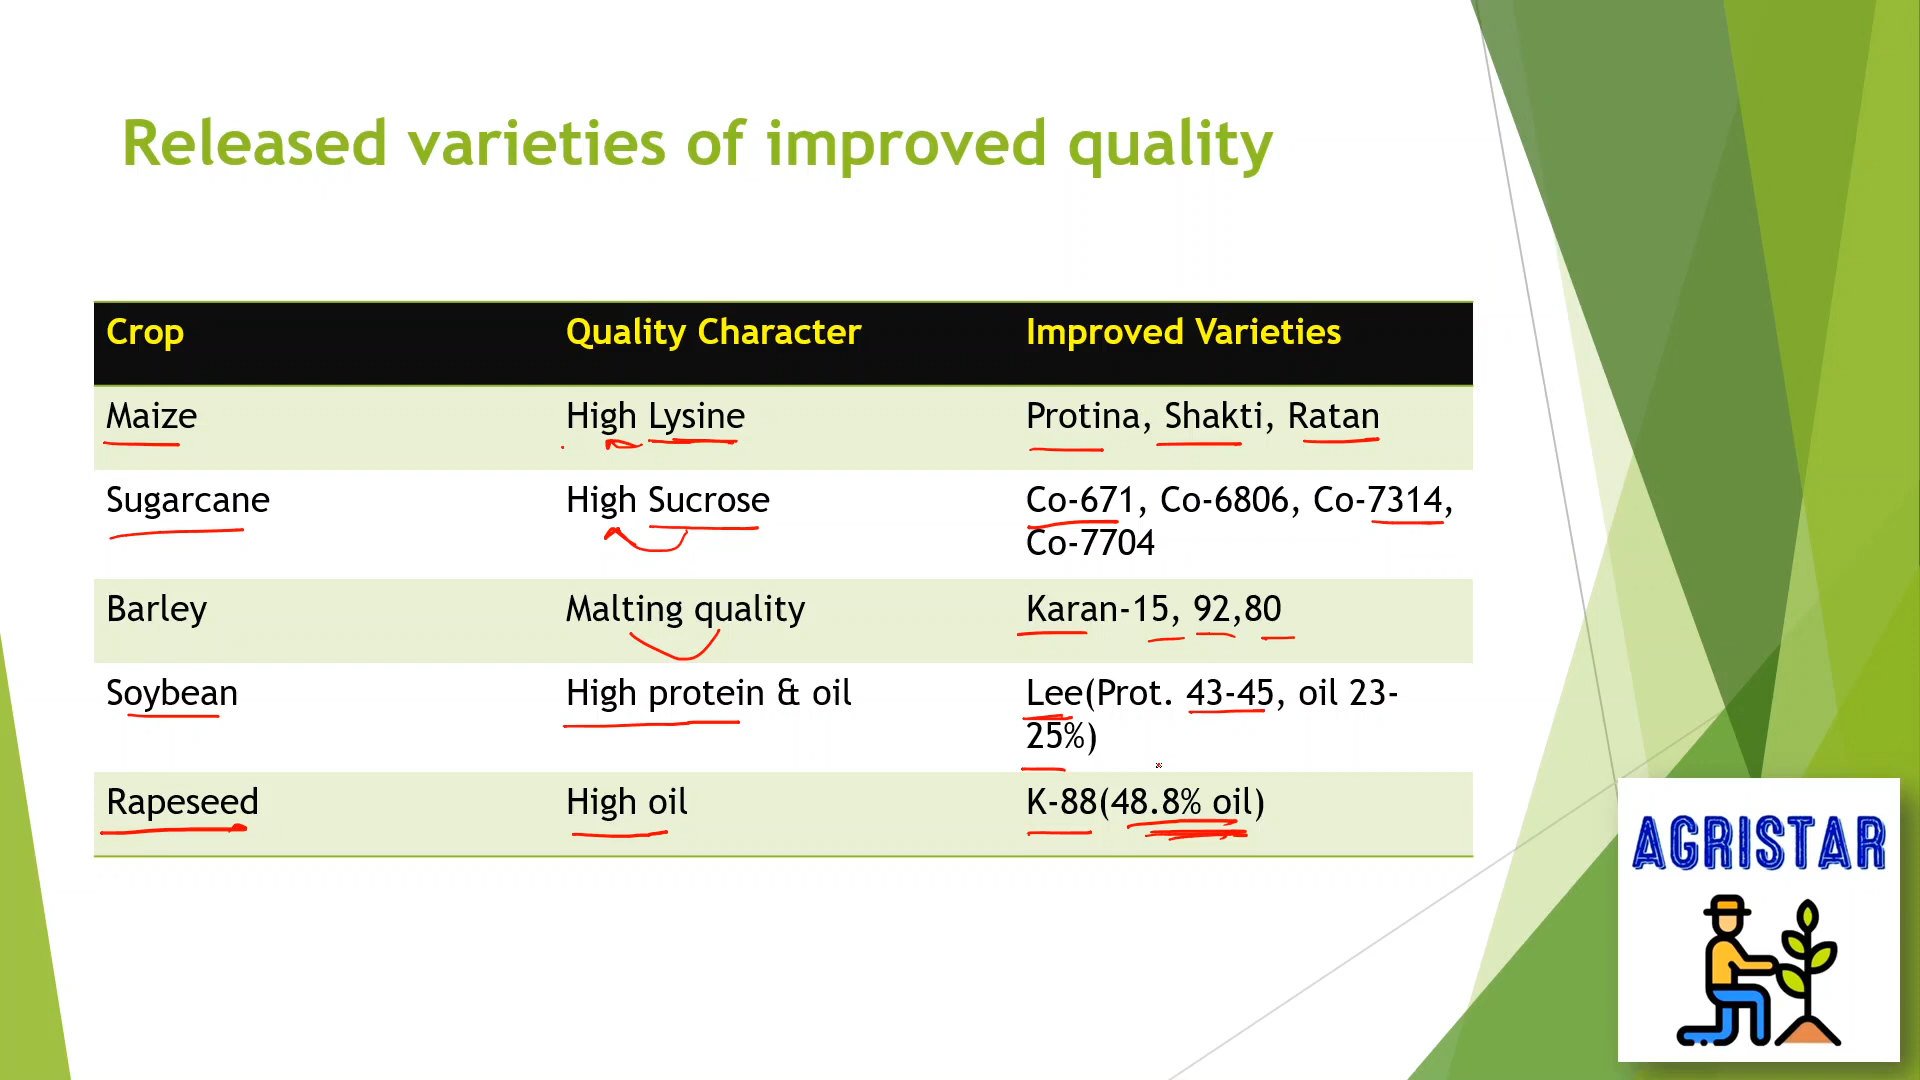 Released varieties of improved quality
Crop Quality Character Improved Varieties
Maize High Lysine Protina, Shakti, Ratan
Sugarcane High Sucrose Co-671, Co-6806, Co-7314,
Co-7704
Barley Malting quality Karan-15, 92,80
Soybean High protein & oil Lee(Prot. 43-45, oil 23-
25%)
Rapeseed High oil K-88(48.8% oil)
AGRISTAR